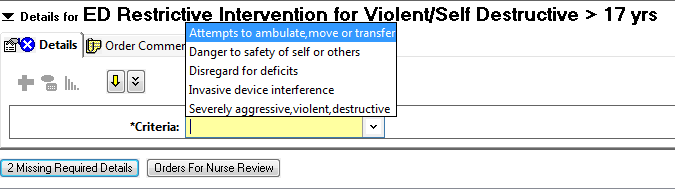 Details for ED Restrictive Intervention for Violent/Self Destructive > 17 yrs
Details
Order Commen
Attempts to ambulate,move or transfer
Danger to safety of self or others
Disregard for deficits
Invasive device interference
Severely aggressive,violent,destructive
*Criteria:
2 Missing Required Details
Orders For Nurse Review